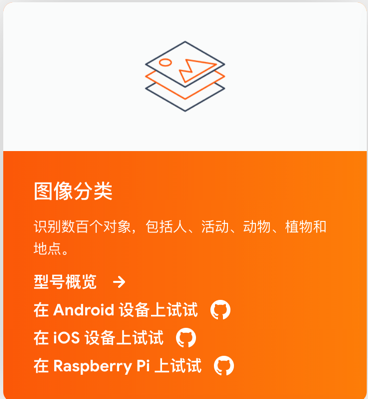 图像分类
识别数百个对象，包括人、活动、动物、植物和
地点。
型号概览 →
在 Android 设备上试试
在 iOS 设备上试试
在 Raspberry Pi 上试试